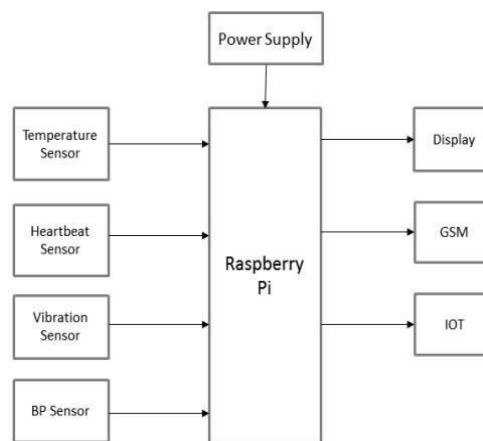 Power Supply
Temperature
Sensor
Display
Heartbeat
Sensor
GSM
Raspberry
Pi
Vibration
Sensor
IOT
BP Sensor